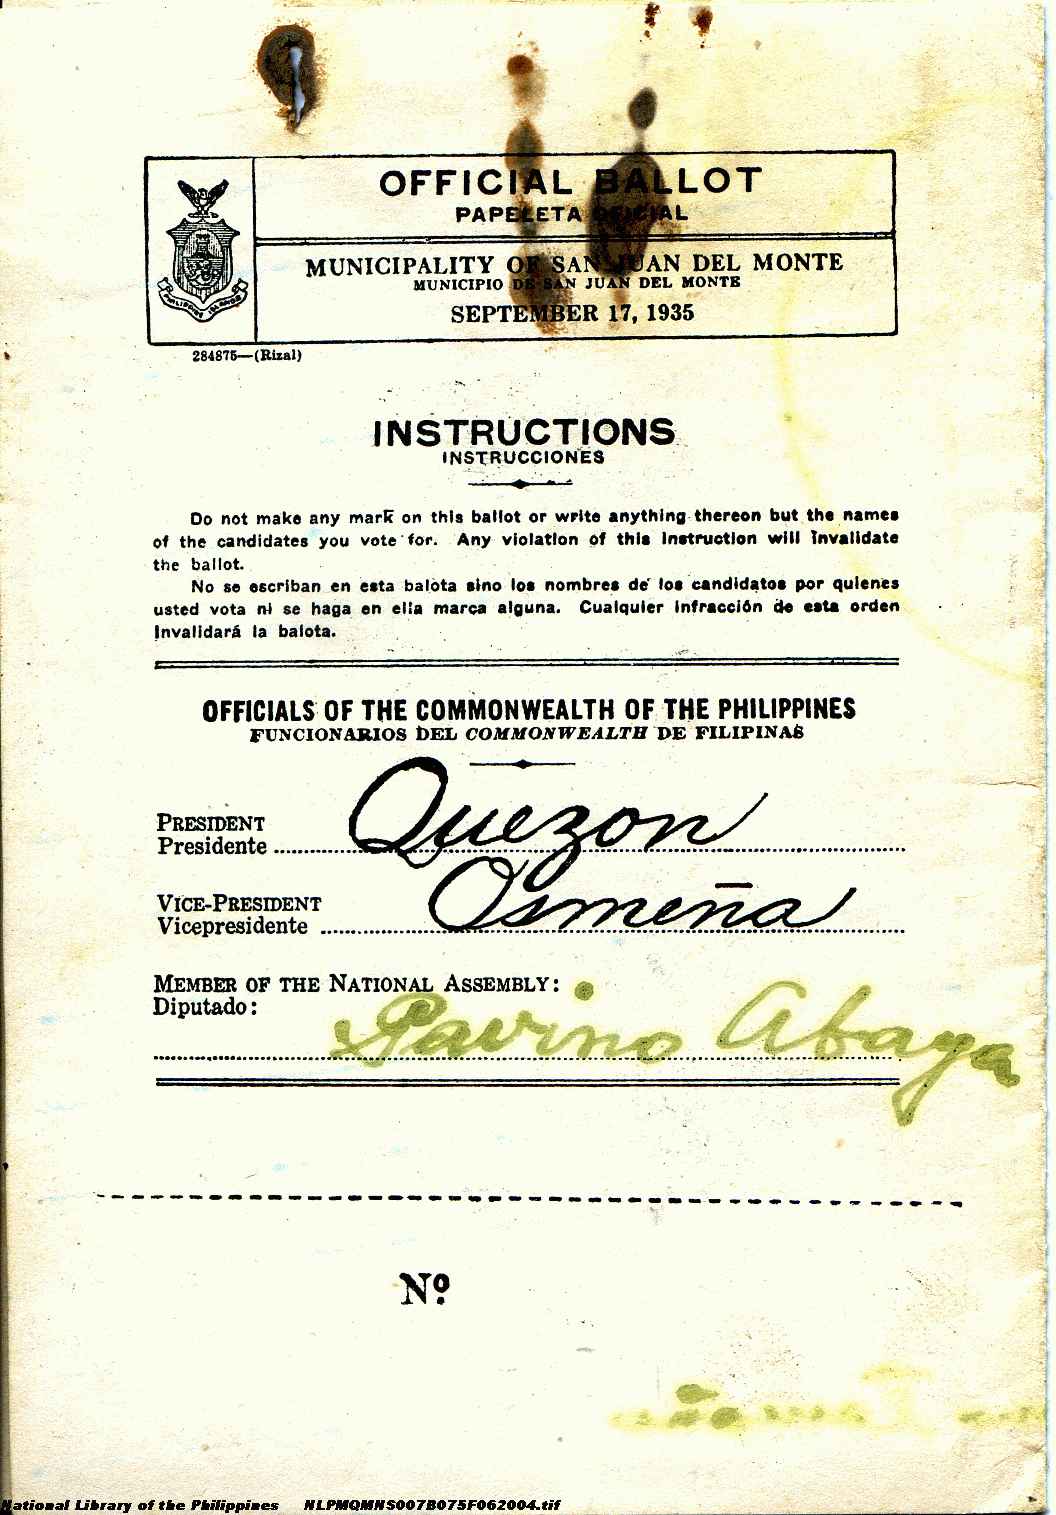 OFFICIAL BALLOT
PAPELETA OFICIAL
MUNICIPALITY OF SAN JUAN DEL MONTE
MUNICIPIO DE SAN JUAN DEL MONTE
SEPTEMBER 17, 1935
PHILIPPINE ISLANDS
284875—(Rizal)
INSTRUCTIONS
INSTRUCCIONES
Do not make any mark on this ballot or write anything thereon but the names
of the candidates you vote for. Any violation of this instruction will invalidate
the ballot.
No se escriban en esta balota sino los nombres de los candidatos por quienes
usted vota ni se haga en ella marca alguna. Cualquier infracción de esta orden
invalidará la balota.
OFFICIALS OF THE COMMONWEALTH OF THE PHILIPPINES
FUNCIONARIOS DEL COMMONWEALTH DE FILIPINAS
PRESIDENT
Presidente Quezon
VICE-PRESIDENT
Vicepresidente Osmeña
MEMBER OF THE NATIONAL ASSEMBLY:
Diputado:
Savino Abaya
Nº
National Library of the Philippines NLPMQMNS007B075F062004.tif